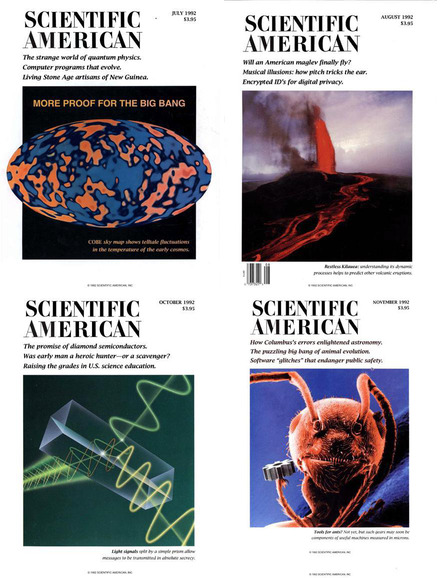 SCIENTIFIC
AMERICAN
JULY 1992
$3.95
The strange world of quantum physics.
Computer programs that evolve.
Living Stone Age artisans of New Guinea.
MORE PROOF FOR THE BIG BANG
COBE sky map shows telltale fluctuations
in the temperature of the early cosmos.
© 1992 SCIENTIFIC AMERICAN, INC.
SCIENTIFIC
AMERICAN
AUGUST 1992
$3.95
Will an American maglev finally fly?
Musical illusions: how pitch tricks the ear.
Encrypted ID's for digital privacy.
Restless Kilauea: understanding its dynamic
processes helps to predict other volcanic eruptions.
© 1992 SCIENTIFIC AMERICAN, INC.
SCIENTIFIC
AMERICAN
OCTOBER 1992
$3.95
The promise of diamond semiconductors.
Was early man a heroic hunter—or a scavenger?
Raising the grades in U.S. science education.
Light signals split by a simple prism allow
messages to be transmitted in absolute secrecy.
© 1992 SCIENTIFIC AMERICAN, INC.
SCIENTIFIC
AMERICAN
NOVEMBER 1992
$3.95
How Columbus's errors enlightened astronomy.
The puzzling big bang of animal evolution.
Software "glitches" that endanger public safety.
Tools for ants? Not yet, but such gears may soon be
components of useful machines measured in microns.
© 1992 SCIENTIFIC AMERICAN, INC.
© 1992 SCIENTIFIC AMERICAN, INC.